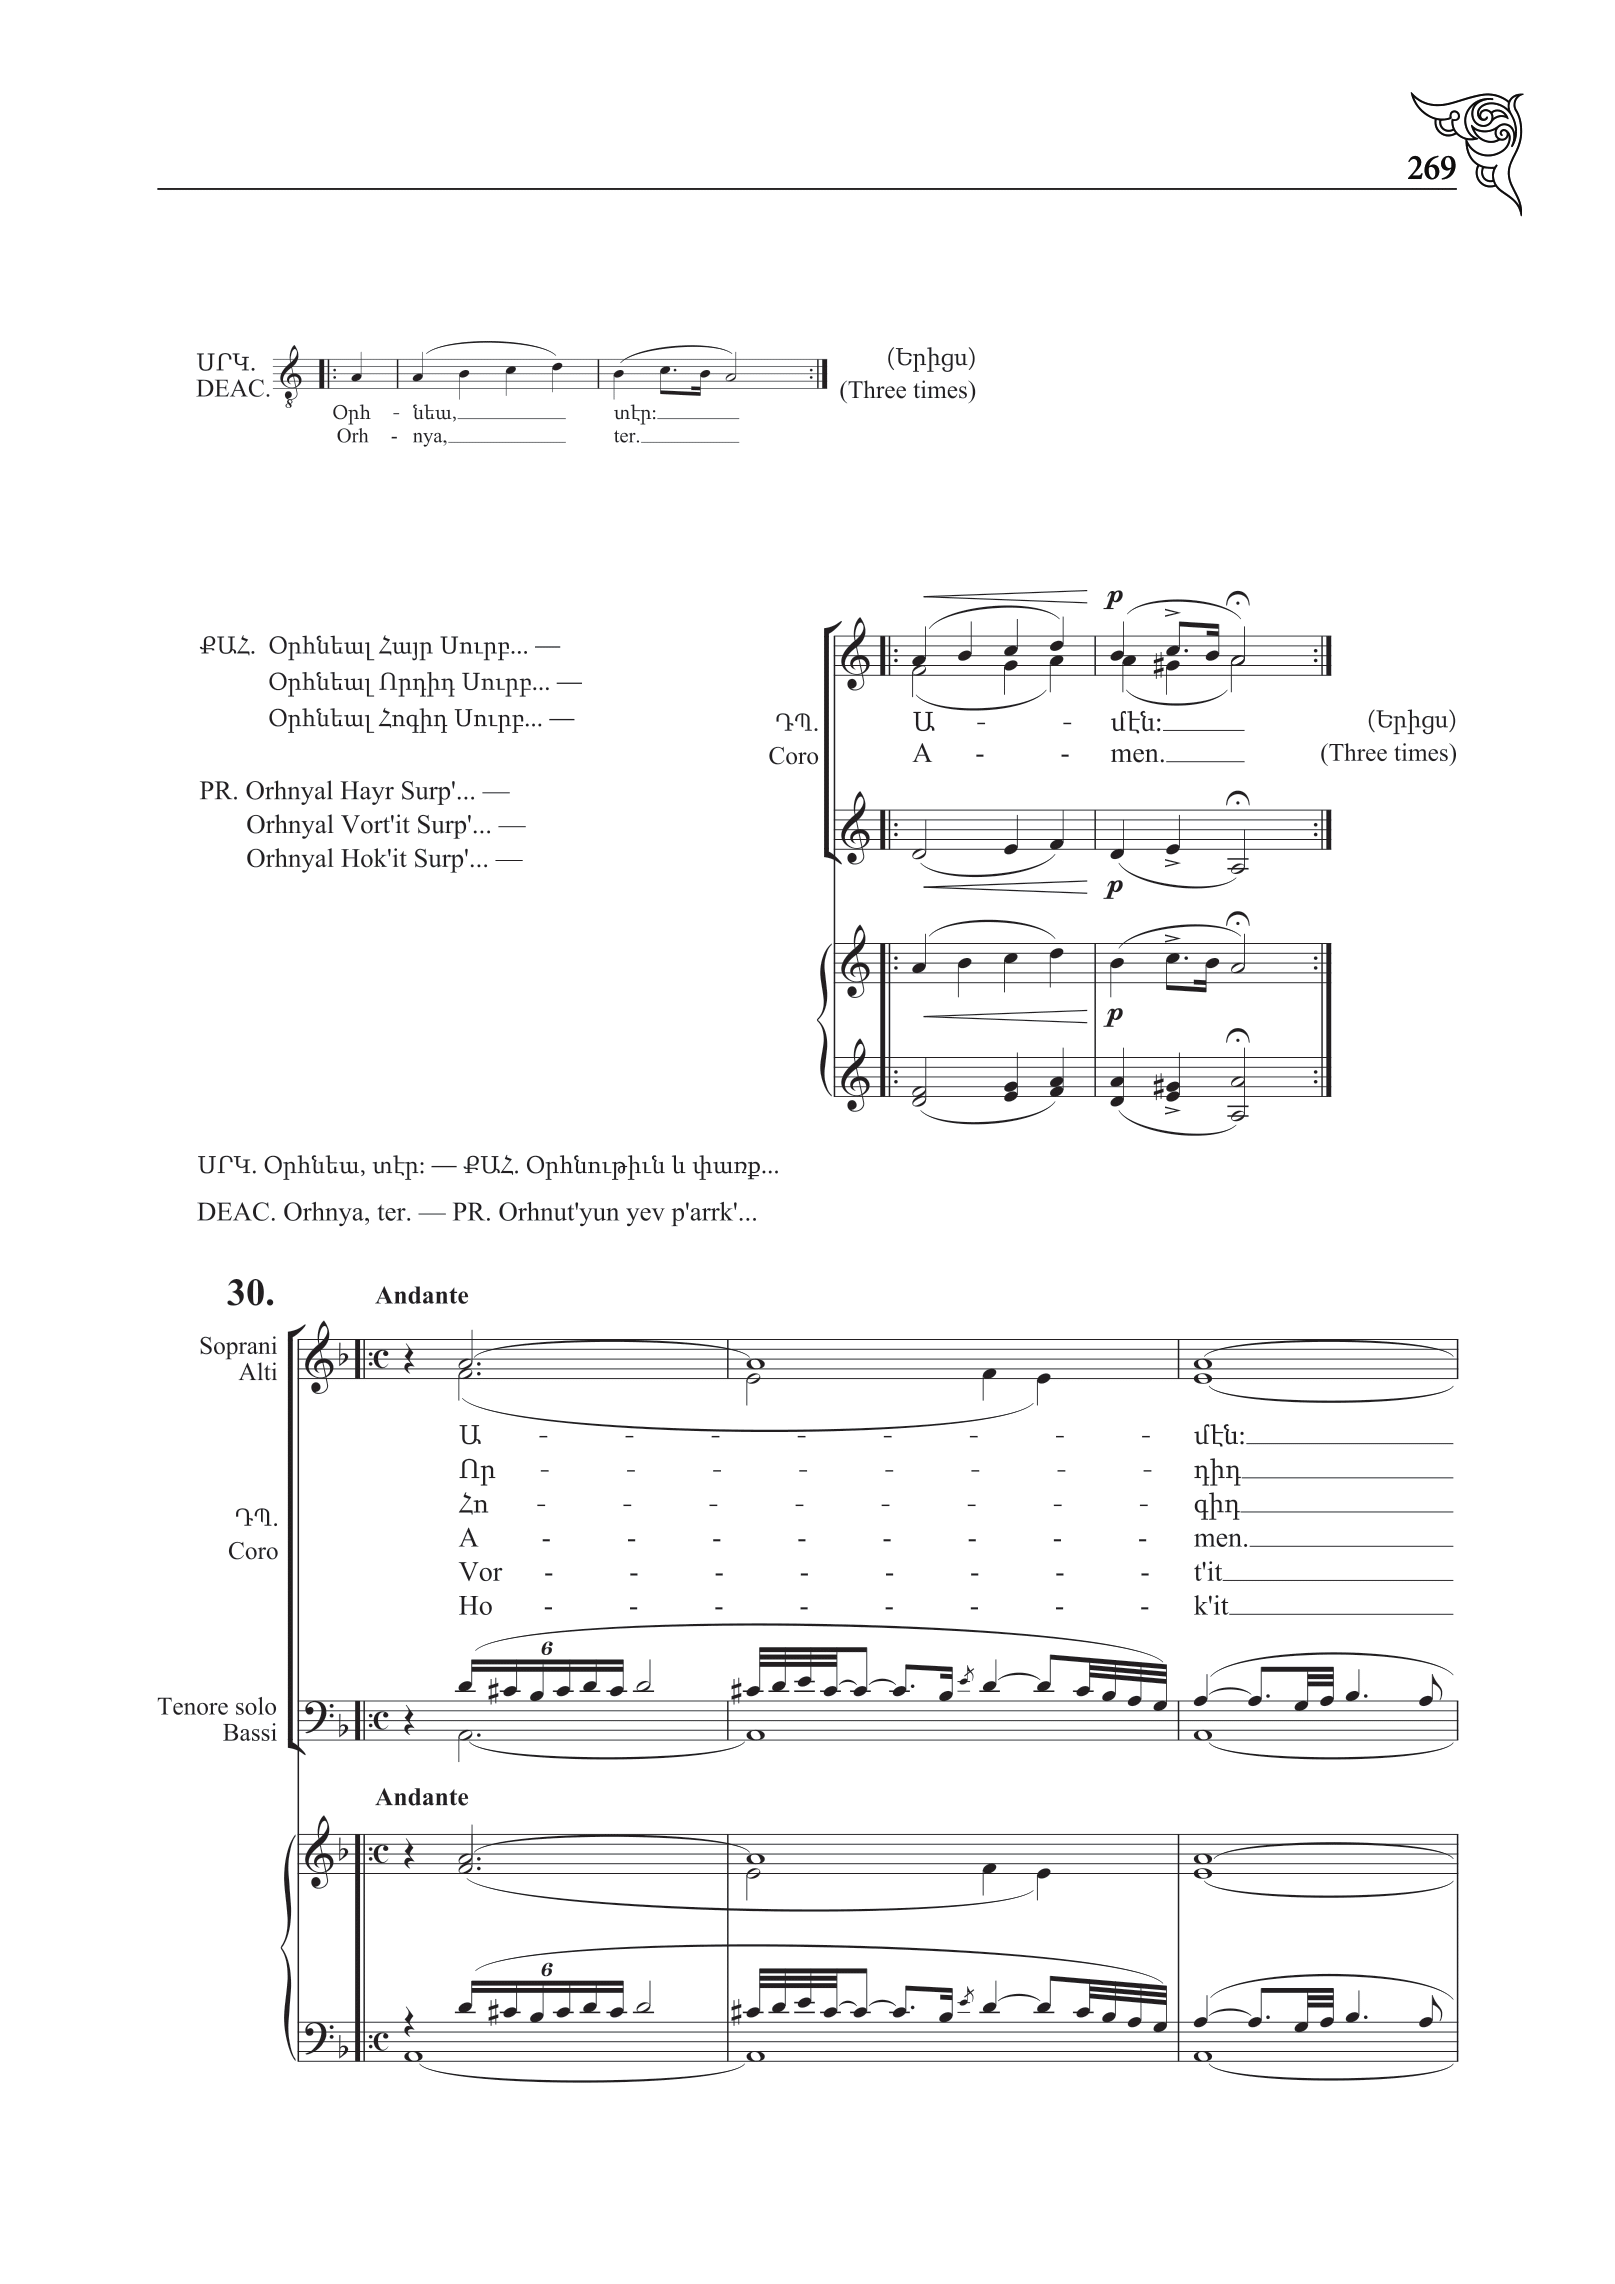 269
ՍՐԿ.
DEAC.
(Երիցս)
(Three times)
Օրհ - նեա, տէր:
Orh - nya, ter.
ՔԱՀ. Օրհնեալ Հայր Սուրբ... —
Օրհնեալ Որդիդ Սուրբ... —
Օրհնեալ Հոգիդ Սուրբ... —
PR. Orhnyal Hayr Surp'... —
Orhnyal Vort'it Surp'... —
Orhnyal Hok'it Surp'... —
p
ԴՊ.
Coro
Ա - - մէն:
A - - men.
(Երիցս)
(Three times)
p
p
ՍՐԿ. Օրհնեա, տէր: — ՔԱՀ. Օրհնութիւն և փառք...
DEAC. Orhnya, ter. — PR. Orhnut'yun yev p'arrk'...
30.
Andante
Soprani
Alti
ԴՊ.
Coro
Ա - - - - - - - - մէն:
Որ - - - - - - - - դիդ
Հո - - - - - - - - գիդ
A - - - - - - - - men.
Vor - - - - - - - - t'it
Ho - - - - - - - - k'it
6
Tenore solo
Bassi
Andante
6